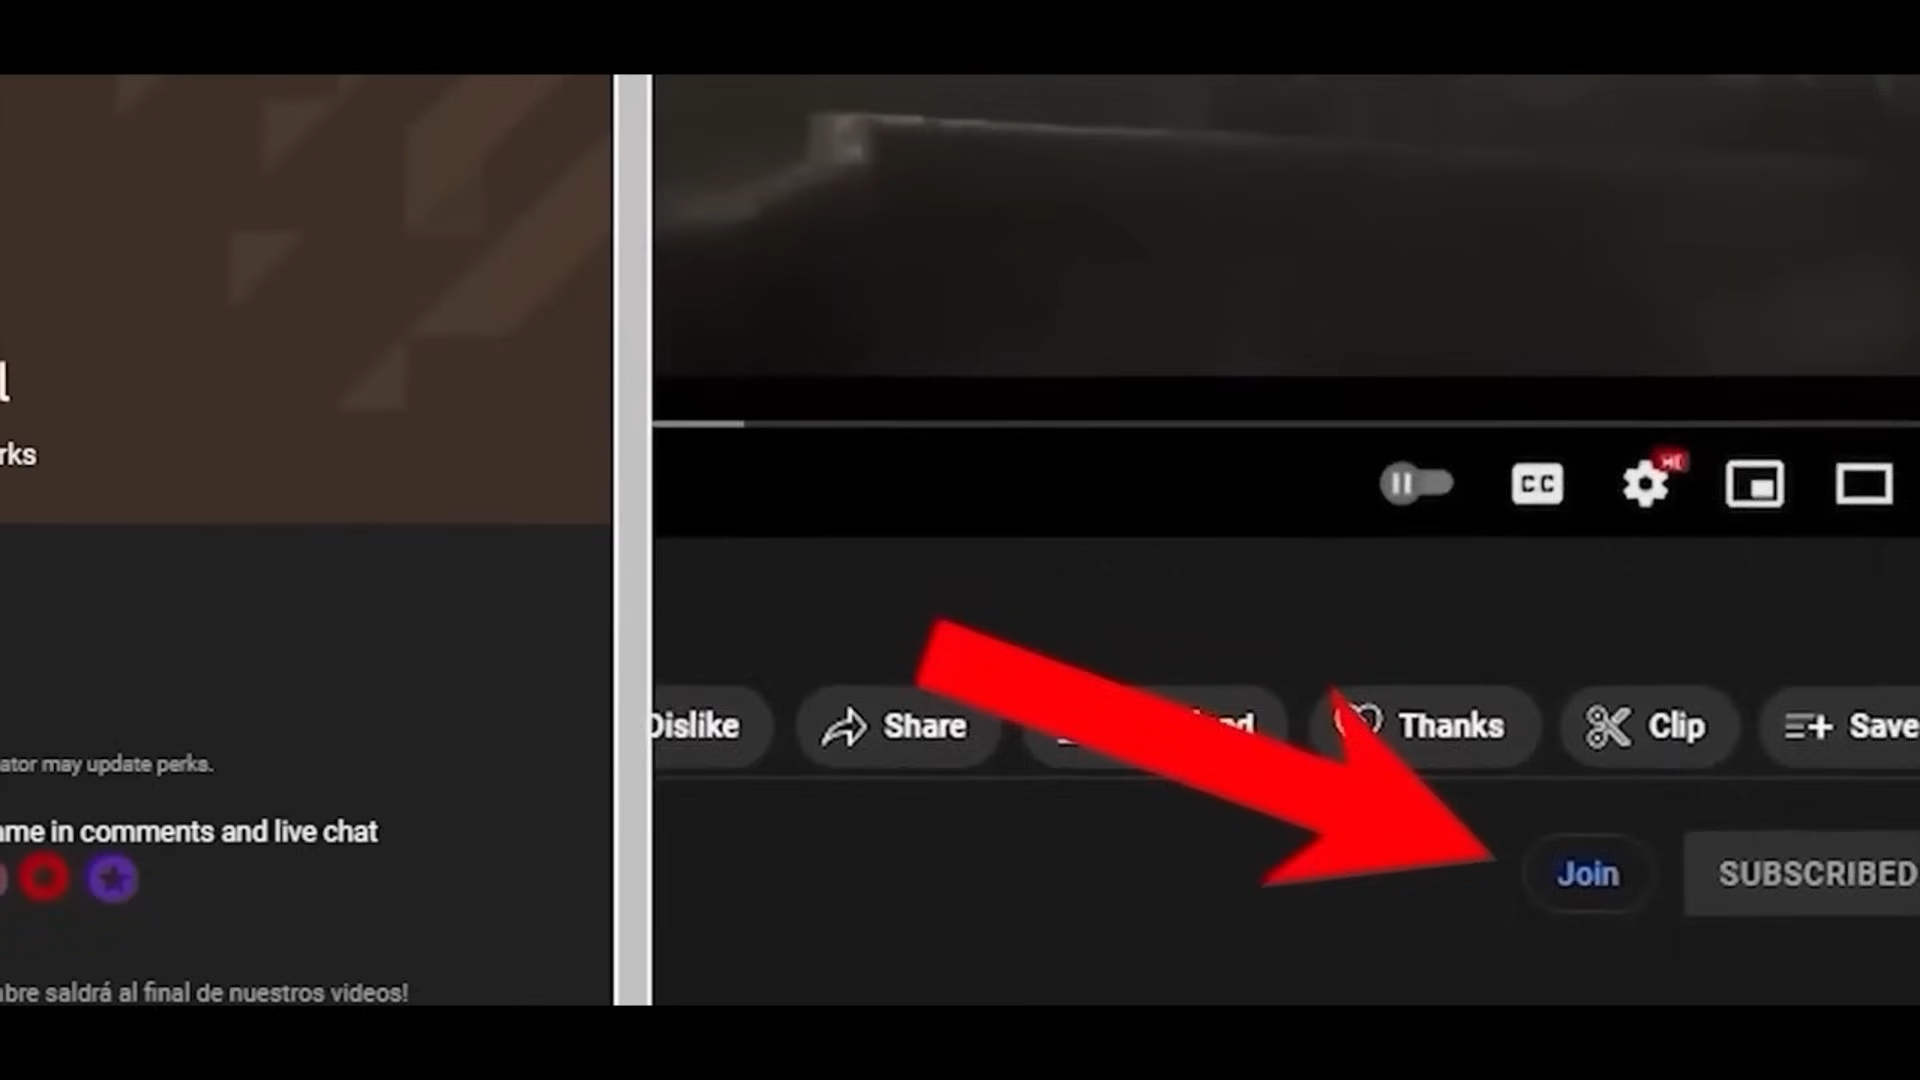 rks
ator may update perks.
ame in comments and live chat
bre saldrá al final de nuestros videos!
CC
Dislike
Share
Thanks
Clip
Save
Join
SUBSCRIBED